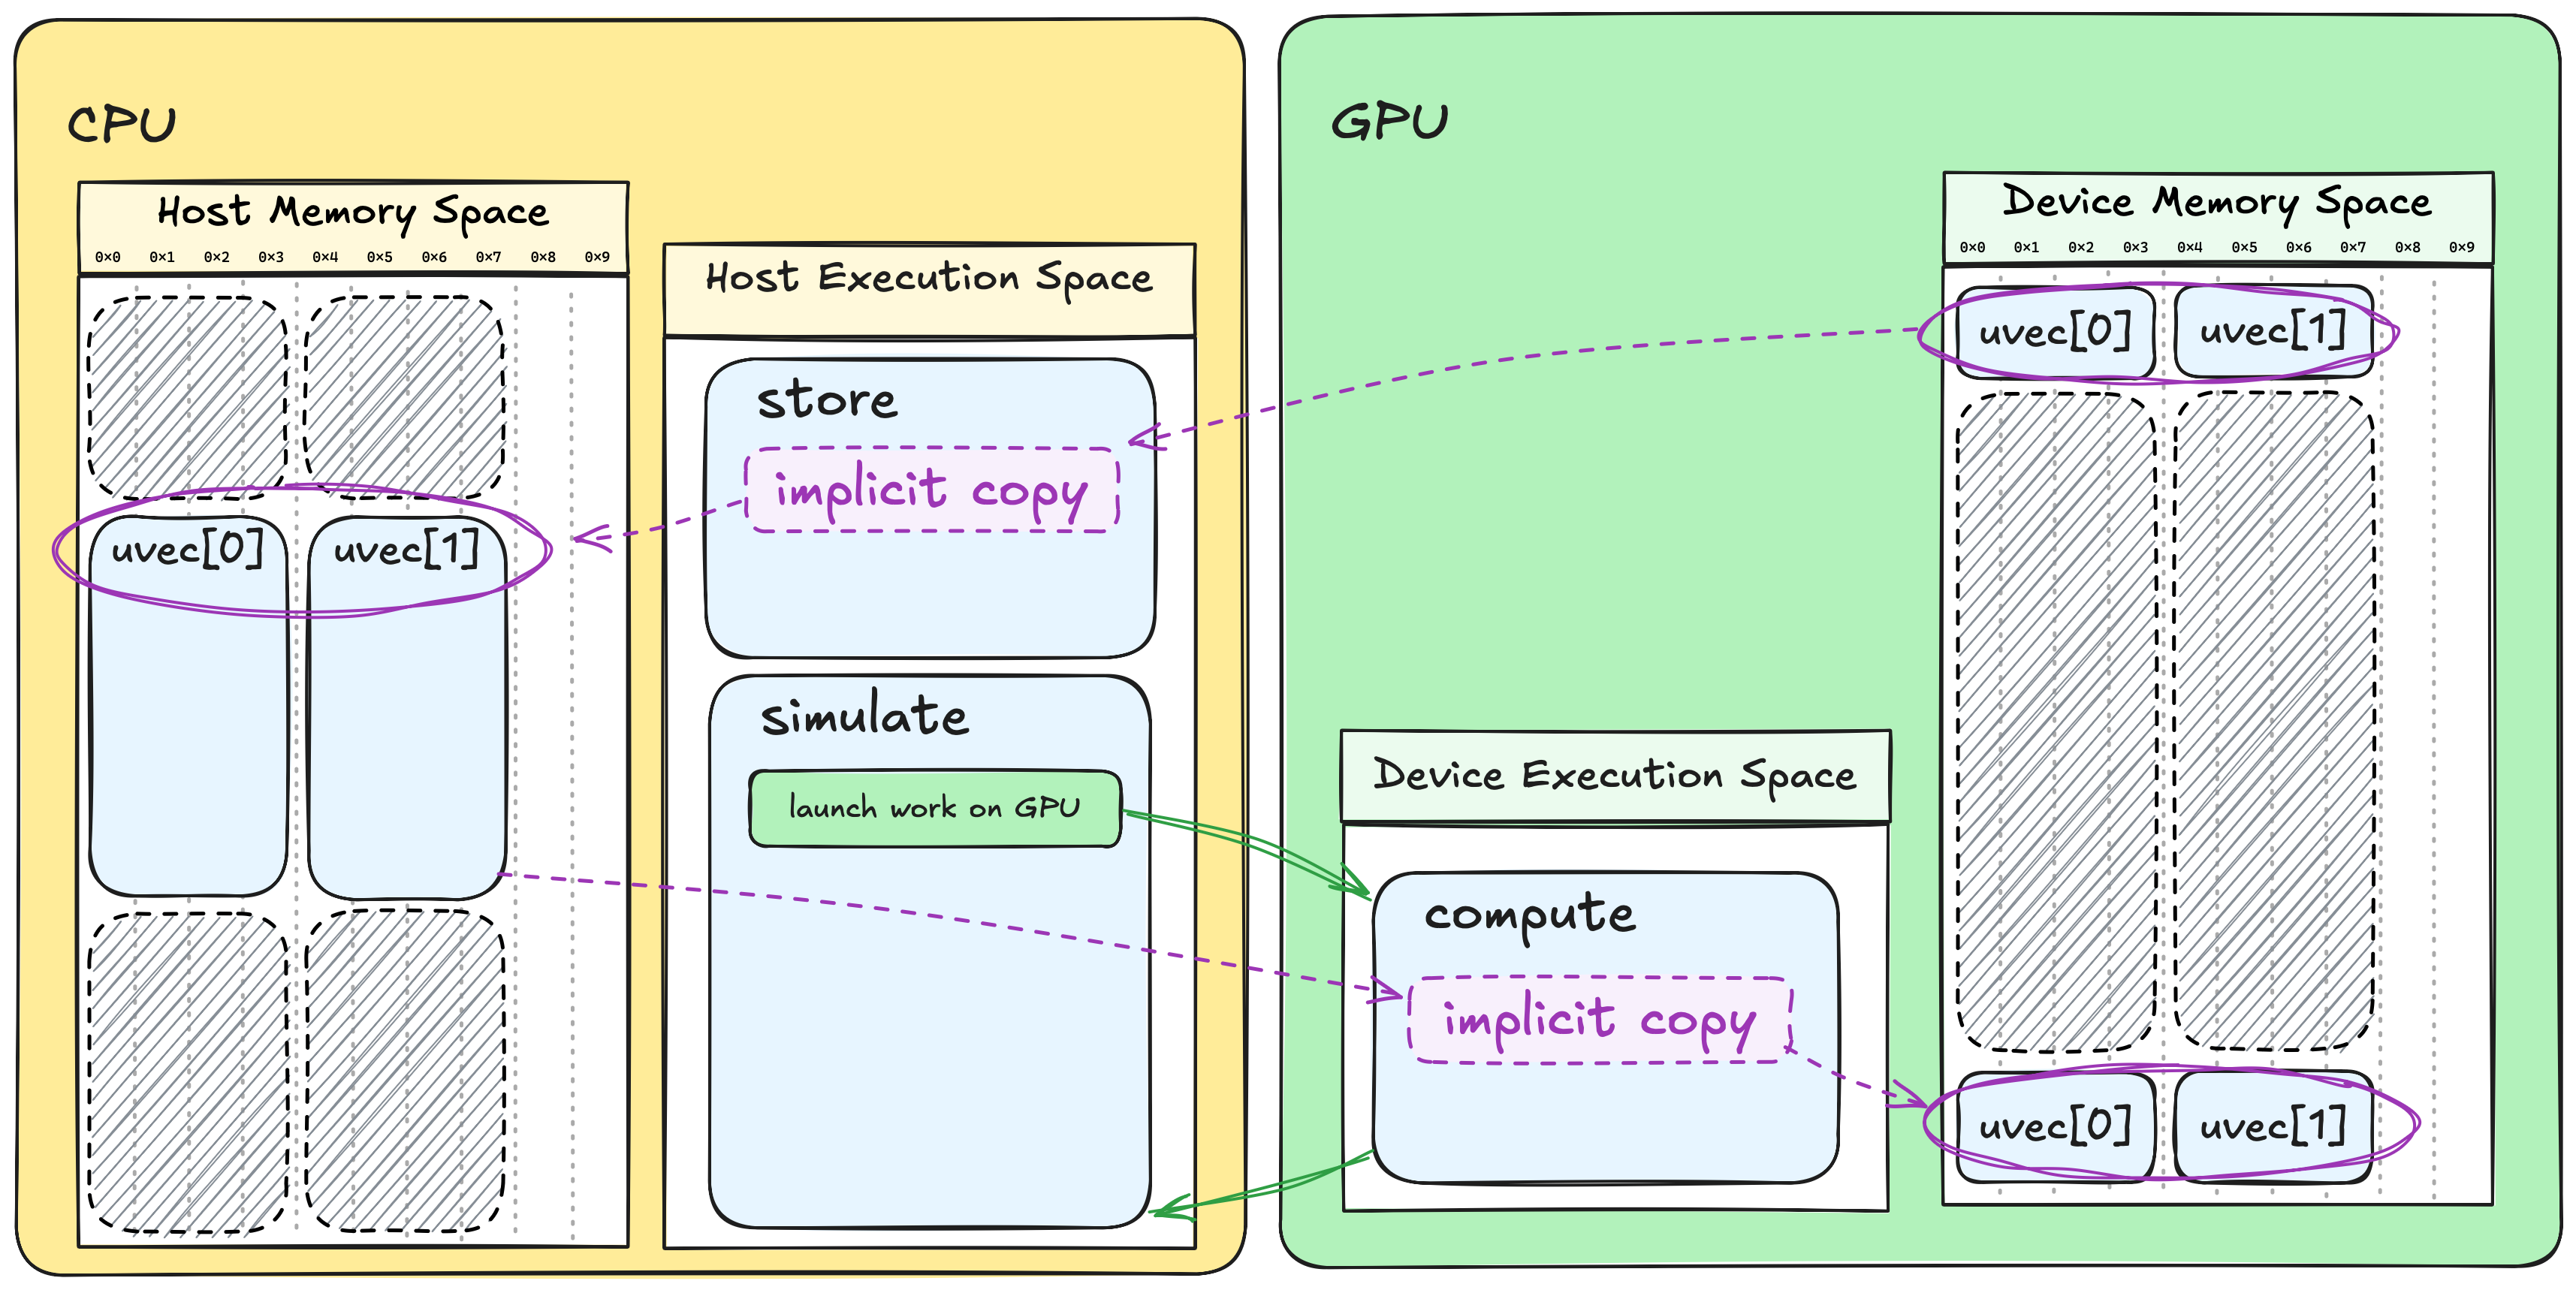 CPU
Host Memory Space
0x0 0x1 0x2 0x3 0x4 0x5 0x6 0x7 0x8 0x9
uvec[0] uvec[1]
Host Execution Space
store
implicit copy
simulate
launch work on GPU
GPU
Device Execution Space
compute
implicit copy
Device Memory Space
0x0 0x1 0x2 0x3 0x4 0x5 0x6 0x7 0x8 0x9
uvec[0] uvec[1]
uvec[0] uvec[1]